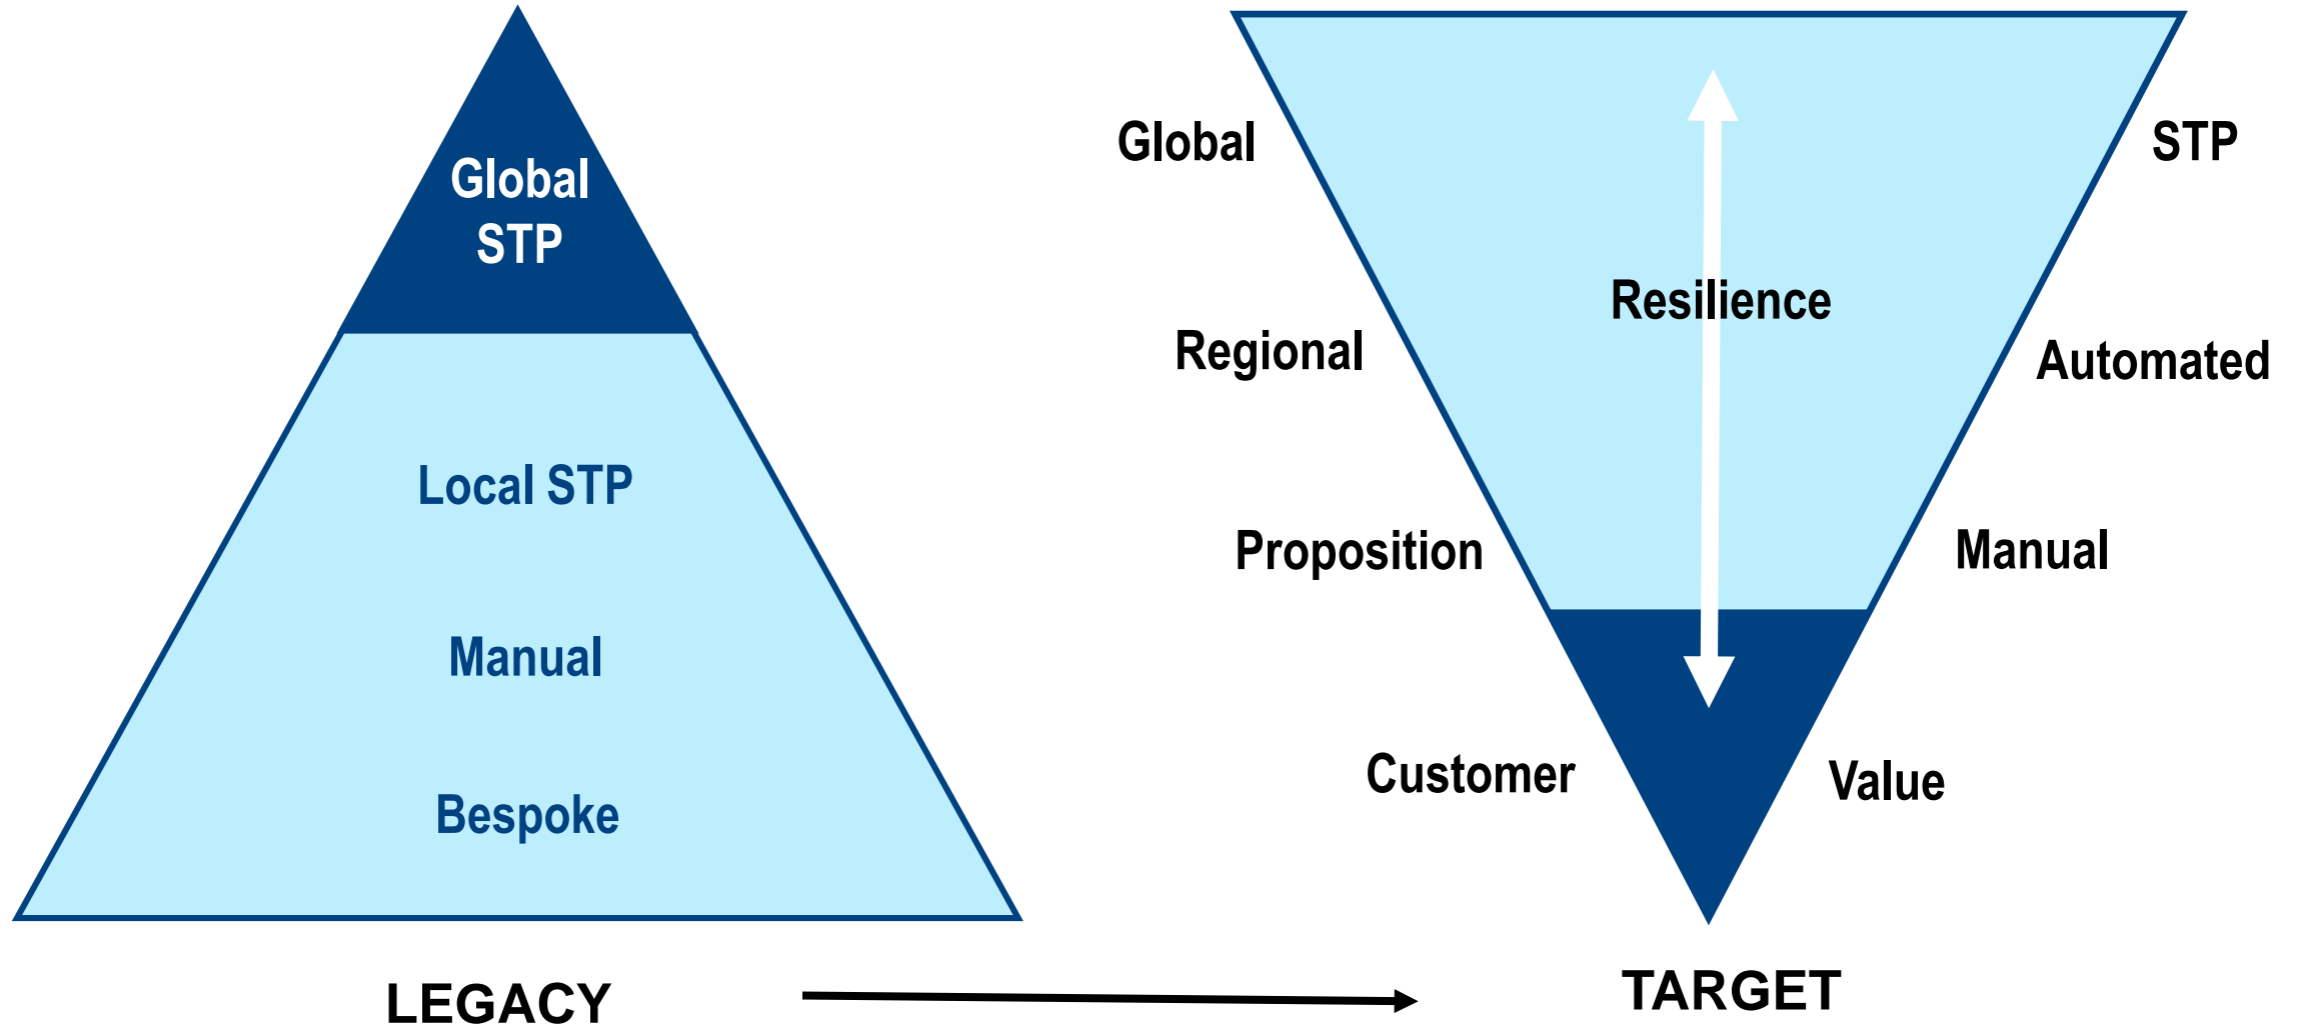 Global
STP
Local STP
Manual
Bespoke
LEGACY
Global
STP
Resilience
Regional
Automated
Proposition
Manual
Customer
Value
TARGET